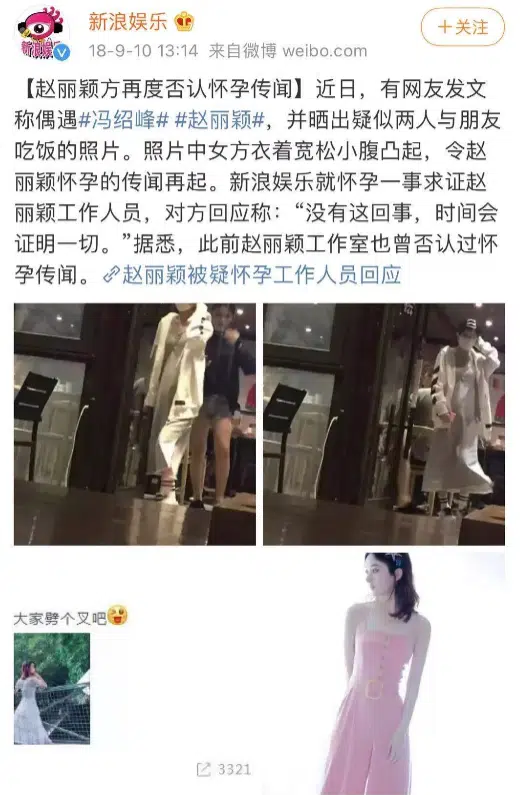 新浪娱乐
+关注
18-9-10 13:14 来自微博 weibo.com
【赵丽颖方再度否认怀孕传闻】近日，有网友发文
称偶遇#冯绍峰# #赵丽颖#，并晒出疑似两人与朋友
吃饭的照片。照片中女方衣着宽松小腹凸起，令赵
丽颖怀孕的传闻再起。新浪娱乐就怀孕一事求证赵
丽颖工作人员，对方回应称：“没有这回事，时间会
证明一切。”据悉，此前赵丽颖工作室也曾否认过怀
孕传闻。赵丽颖被疑怀孕工作人员回应
大家劈个叉吧
3321